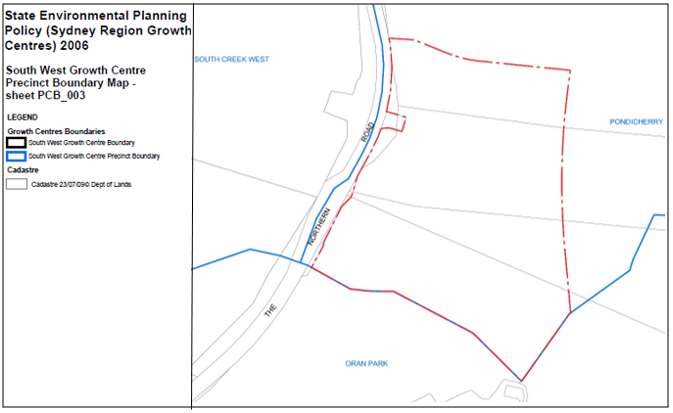 State Environmental Planning
Policy (Sydney Region Growth
Centres) 2006
South West Growth Centre
Precinct Boundary Map -
sheet PCB_003
LEGEND
Growth Centres Boundaries
South West Growth Centre Boundary
South West Growth Centre Precinct Boundary
Cadastre
Cadastre 23/07/09© Dept of Lands
SOUTH CREEK WEST
PONDICHERRY
ROAD
NORTHERN
THE
ORAN PARK